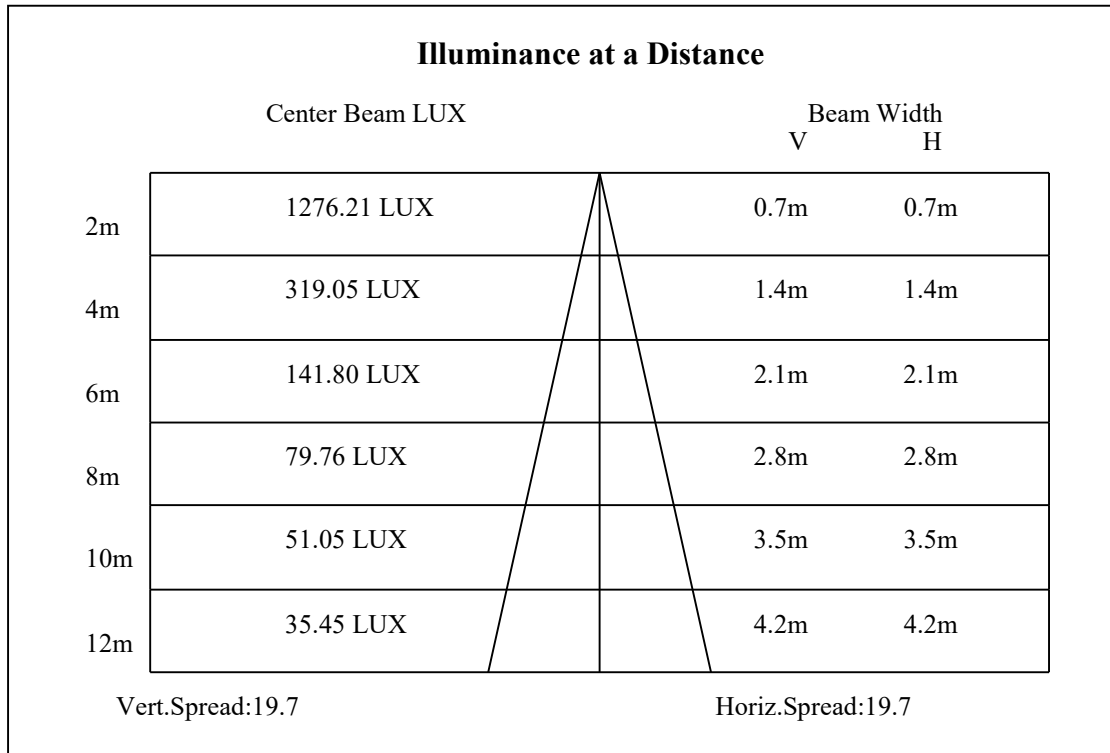 Illuminance at a Distance
Center Beam LUX Beam Width
V H
2m 1276.21 LUX 0.7m 0.7m
4m 319.05 LUX 1.4m 1.4m
6m 141.80 LUX 2.1m 2.1m
8m 79.76 LUX 2.8m 2.8m
10m 51.05 LUX 3.5m 3.5m
12m 35.45 LUX 4.2m 4.2m
Vert.Spread:19.7 Horiz.Spread:19.7